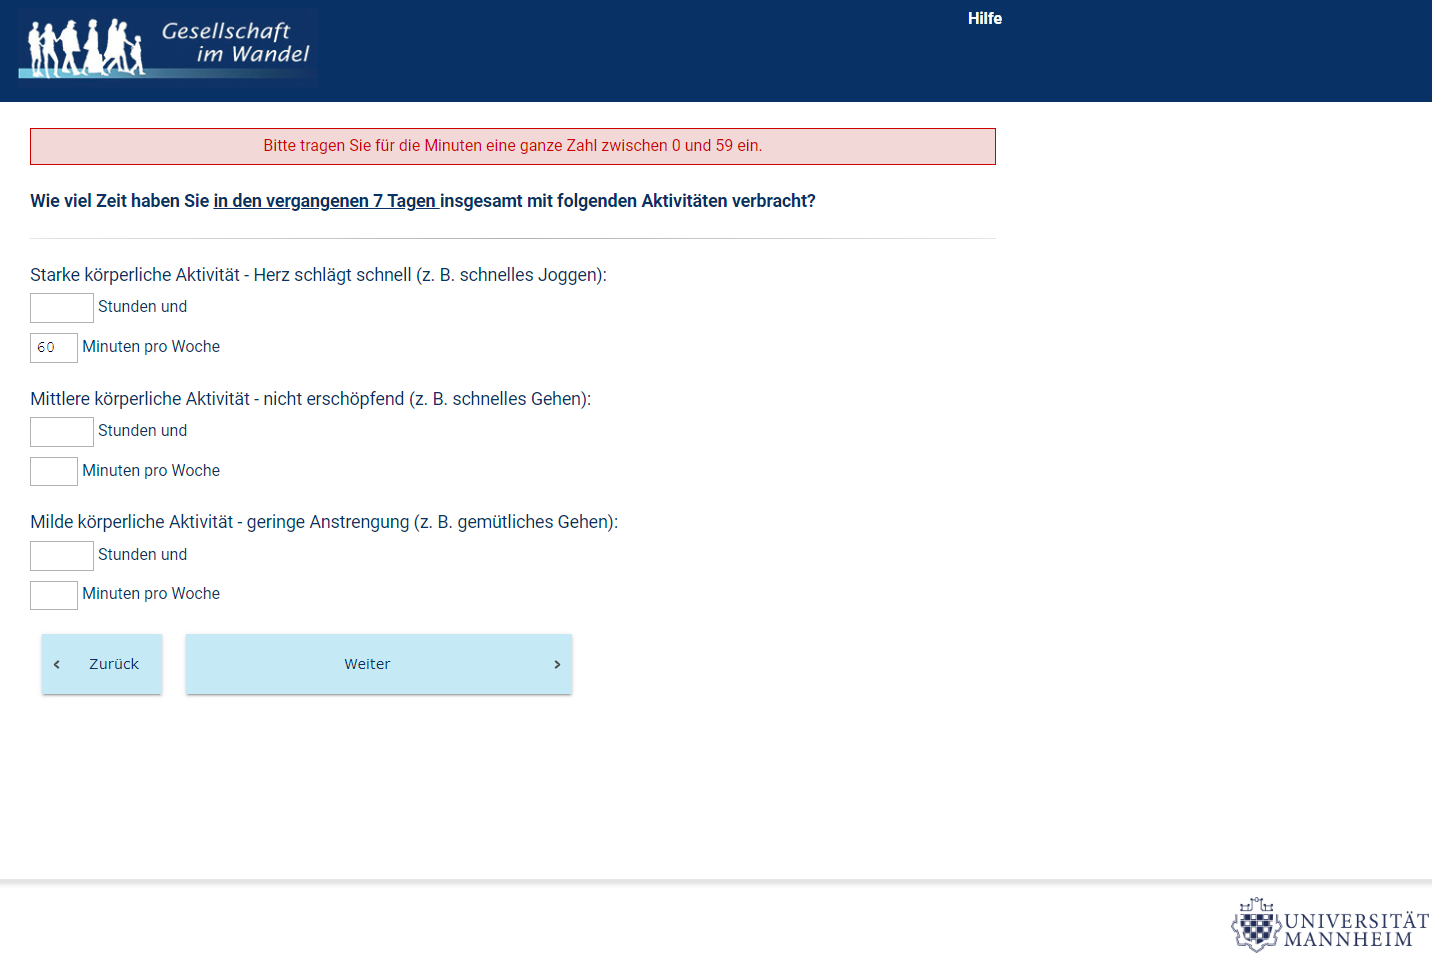 Gesellschaft
im Wandel
Hilfe
Bitte tragen Sie für die Minuten eine ganze Zahl zwischen 0 und 59 ein.
Wie viel Zeit haben Sie in den vergangenen 7 Tagen insgesamt mit folgenden Aktivitäten verbracht?
Starke körperliche Aktivität - Herz schlägt schnell (z. B. schnelles Joggen):
Stunden und
60 Minuten pro Woche
Mittlere körperliche Aktivität - nicht erschöpfend (z. B. schnelles Gehen):
Stunden und
Minuten pro Woche
Milde körperliche Aktivität - geringe Anstrengung (z. B. gemütliches Gehen):
Stunden und
Minuten pro Woche
‹ Zurück Weiter ›
UNIVERSITÄT
MANNHEIM